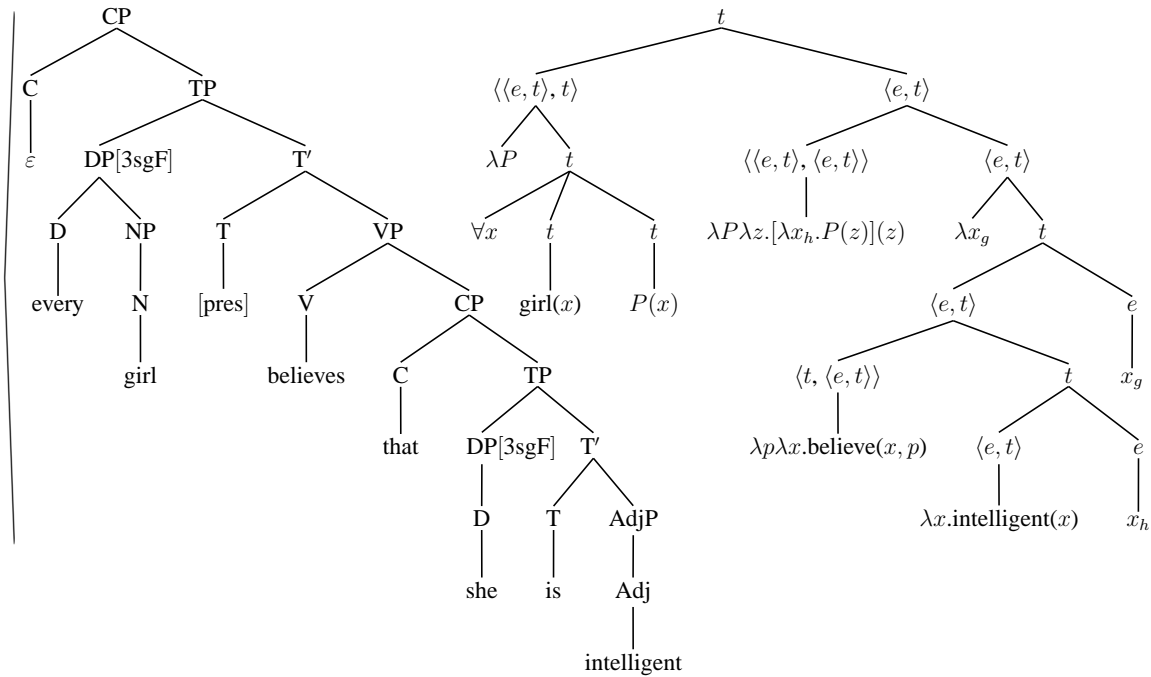 CP t
C TP ⟨⟨e, t⟩, t⟩ ⟨e, t⟩
ε DP[3sgF] T′ λP t ⟨⟨e, t⟩, ⟨e, t⟩⟩ ⟨e, t⟩
D NP T VP ∀x t t λPλz.[λx_h.P(z)](z) λx_g t
every N [pres] V CP girl(x) P(x) ⟨e, t⟩ e
girl believes C TP ⟨t, ⟨e, t⟩⟩ t x_g
that DP[3sgF] T′ λpλx.believe(x, p) ⟨e, t⟩ e
D T AdjP λx.intelligent(x) x_h
she is Adj
intelligent